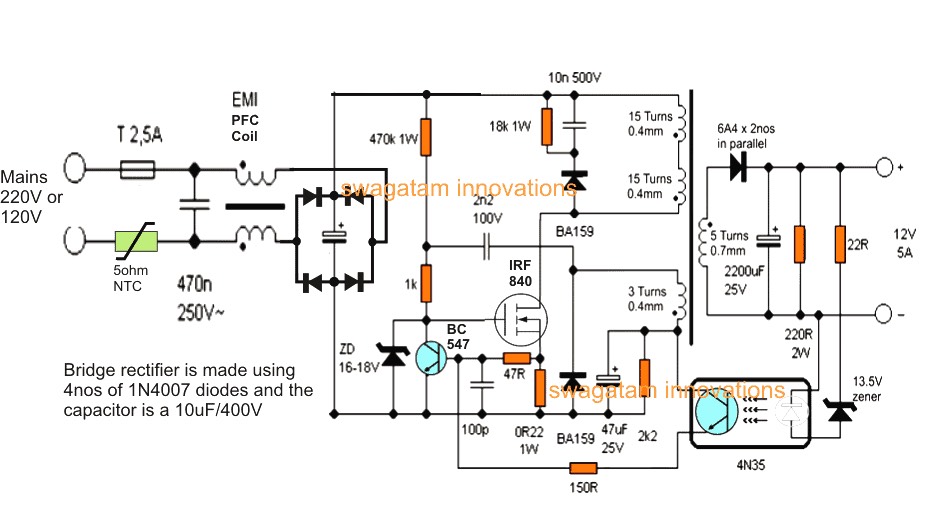 10n 500V
EMI
PFC
Coil
T 2,5A
470k 1W
18k 1W
15 Turns
0.4mm
6A4 x 2nos
in parallel
Mains
220V or
120V
swagatam innovations
15 Turns
0.4mm
2n2
100V
BA159
5 Turns
0.7mm
22R
12V
5A
+
-
5ohm
NTC
470n
250V~
1k
IRF
840
3 Turns
0.4mm
2200uF
25V
BC
547
ZD
16-18V
220R
2W
47R
Bridge rectifier is made using
4nos of 1N4007 diodes and the
capacitor is a 10uF/400V
swagatam innovations
13.5V
zener
100p
0R22
1W
BA159
47uF
25V
2k2
4N35
150R